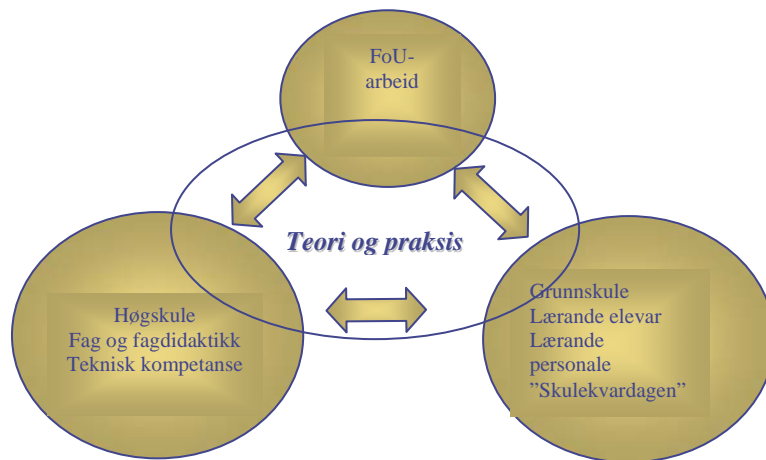 FoU-
arbeid
Teori og praksis
Høgskule
Fag og fagdidaktikk
Teknisk kompetanse
Grunnskule
Lærande elevar
Lærande
personale
”Skulekvardagen”